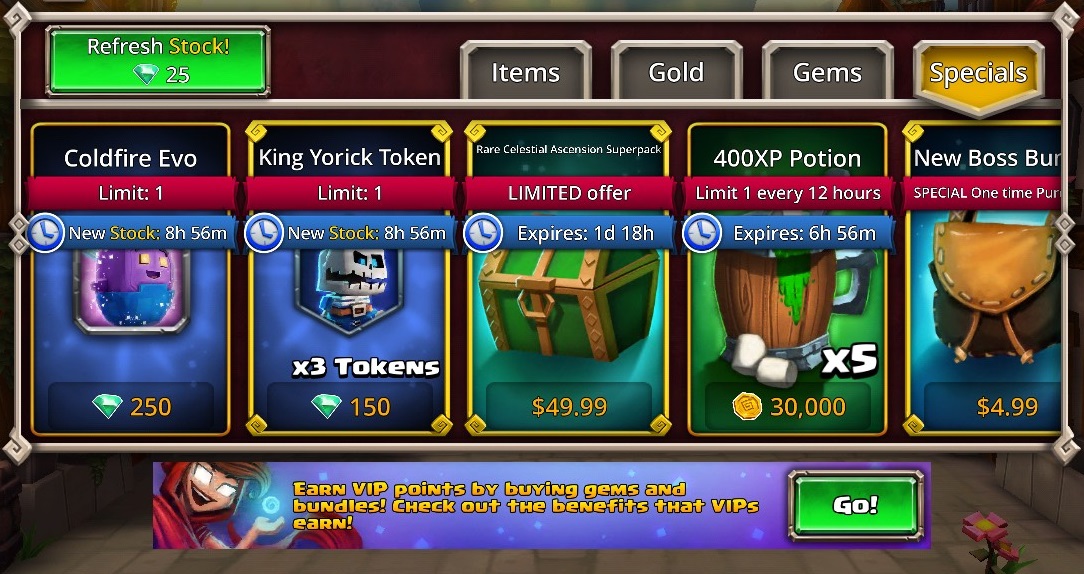 Refresh Stock!
25
Items
Gold
Gems
Specials
Coldfire Evo
Limit: 1
New Stock: 8h 56m
250
King Yorick Token
Limit: 1
New Stock: 8h 56m
x3 Tokens
150
Rare Celestial Ascension Superpack
LIMITED offer
Expires: 1d 18h
$49.99
400XP Potion
Limit 1 every 12 hours
Expires: 6h 56m
x5
30,000
New Boss Bun
SPECIAL One time Pur
$4.99
Earn VIP points by buying gems and
bundles! Check out the benefits that VIPs
earn!
Go!